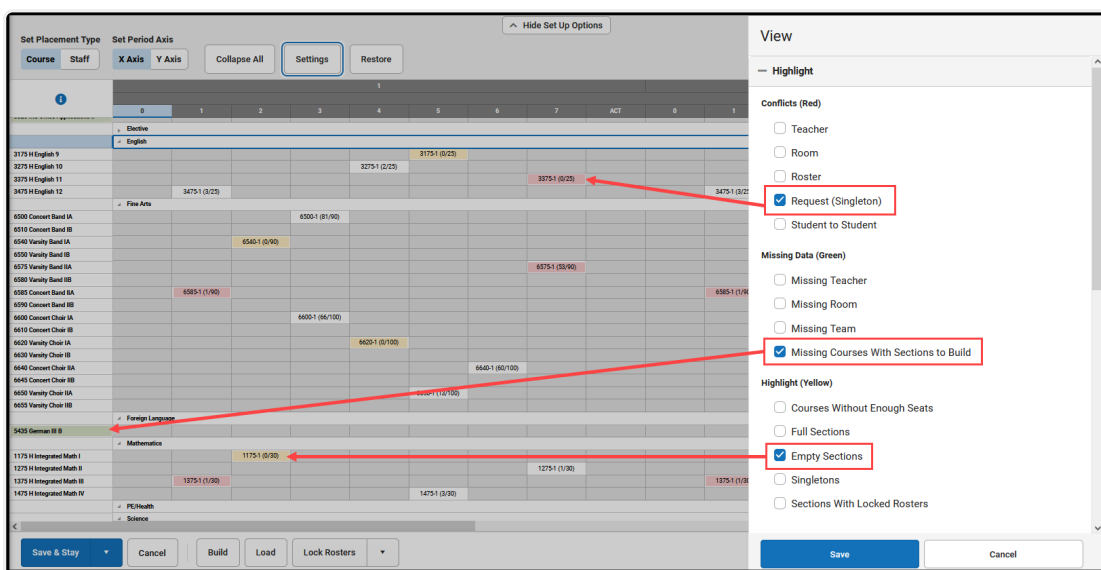 Hide Set Up Options
Set Placement Type Set Period Axis
Course Staff X Axis Y Axis Collapse All Settings Restore
1
0 1 2 3 4 5 6 7 ACT 0 1
Elective
English
3175 H English 9 3175-1 (0/25)
3275 H English 10 3275-1 (2/25)
3375 H English 11 3375-1 (0/25)
3475 H English 12 3475-1 (3/25) 3475-1 (3/25
Fine Arts
6500 Concert Band IA 6500-1 (81/90)
6510 Concert Band IB
6540 Varsity Band IA 6540-1 (0/90)
6550 Varsity Band IB
6575 Varsity Band IIA 6575-1 (53/90)
6580 Varsity Band IIB
6585 Concert Band IIA 6585-1 (1/90) 6585-1 (1/90
6590 Concert Band IIB
6600 Concert Choir IA 6600-1 (66/100)
6610 Concert Choir IB
6620 Varsity Choir IA 6620-1 (0/100)
6630 Varsity Choir IB
6640 Concert Choir IIA 6640-1 (60/100)
6645 Concert Choir IIB
6650 Varsity Choir IIA 6650-1 (13/100)
6655 Varsity Choir IIB
Foreign Language
5435 German III B
Mathematics
1175 H Integrated Math I 1175-1 (0/30)
1275 H Integrated Math II 1275-1 (1/30)
1375 H Integrated Math III 1375-1 (1/30) 1375-1 (1/30
1475 H Integrated Math IV 1475-1 (3/30)
PE/Health
Science
Save & Stay Cancel Build Load Lock Rosters
View
Highlight
Conflicts (Red)
Teacher
Room
Roster
Request (Singleton)
Student to Student
Missing Data (Green)
Missing Teacher
Missing Room
Missing Team
Missing Courses With Sections to Build
Highlight (Yellow)
Courses Without Enough Seats
Full Sections
Empty Sections
Singletons
Sections With Locked Rosters
Save Cancel